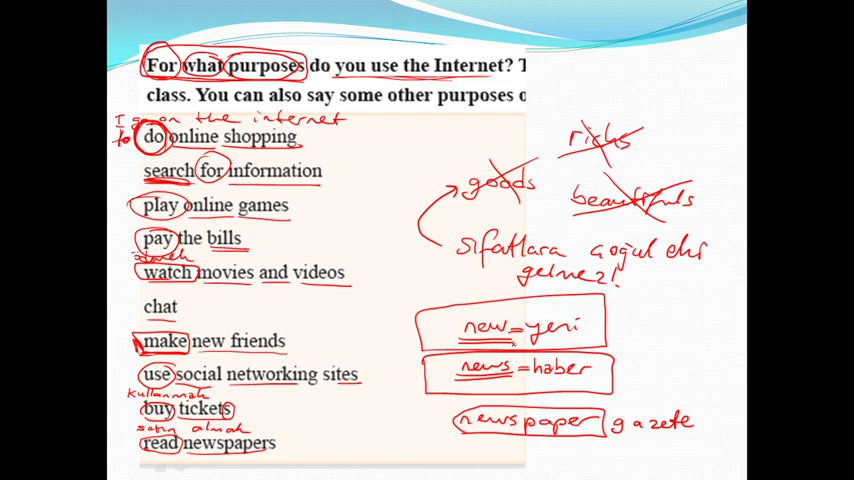 For what purposes do you use the Internet? T
class. You can also say some other purposes o
I go on the internet
to do online shopping
search for information
play online games
pay the bills
watch movies and videos
chat
make new friends
use social networking sites
kullanmak
buy tickets
satın almak
read newspapers
richs
goods
beautifuls
sıfatlara çoğul eki
gelmez!
new = yeni
news = haber
newspaper gazete